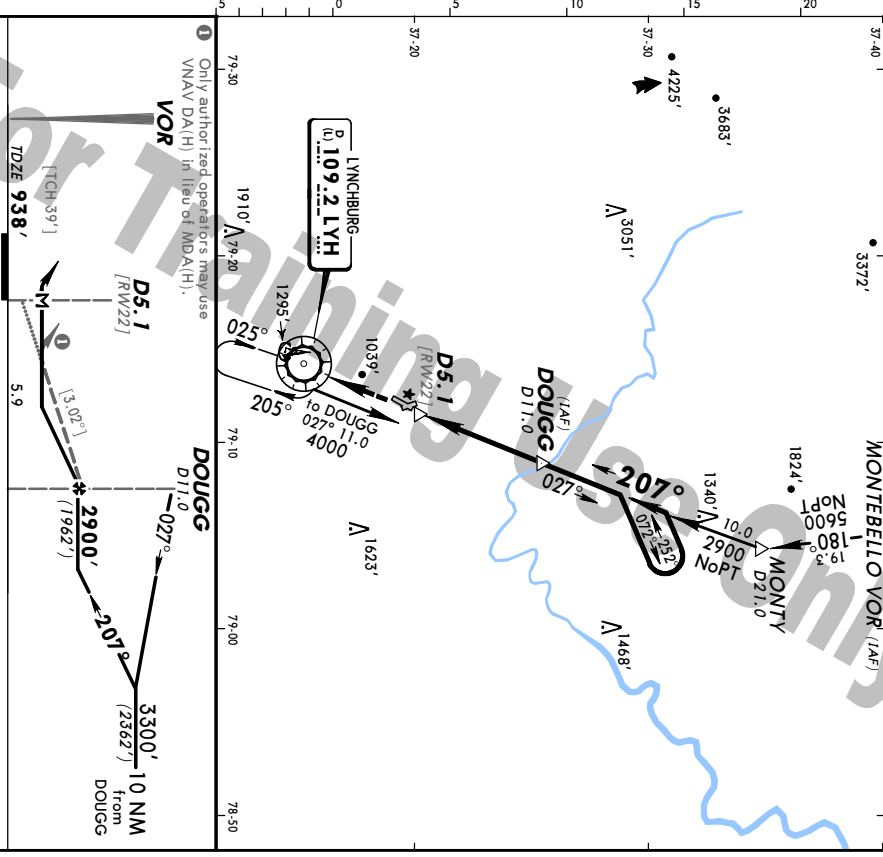 For Training Use Only
5
0
5
10
15
20
37-20
37-30
37-40
79-30
79-20
79-10
79-00
78-50
4225'
3683'
3372'
3051'
1910'
LYNCHBURG
D
(L) 109.2 LYH
1295'
025°
205°
1039'
to DOUGG
027° 11.0
4000
D5.1
[RW22]
(IAF)
DOUGG
D11.0
027°
207°
072°
252°
1340'
1824'
10.0
2900
NoPT
MONTY
D21.0
MONTEBELLO VOR (IAF)
NoPT
5600
180°
19.3
1623'
1468'
1 Only authorized operators may use
VNAV DA(H) in lieu of MDA(H).
VOR
[TCH 39']
TDZE 938'
D5.1
[RW22]
M
1
[3.02°]
5.9
DOUGG
D11.0
027°
2900'
(1962')
207°
3300'
(2362')
10 NM
from
DOUGG